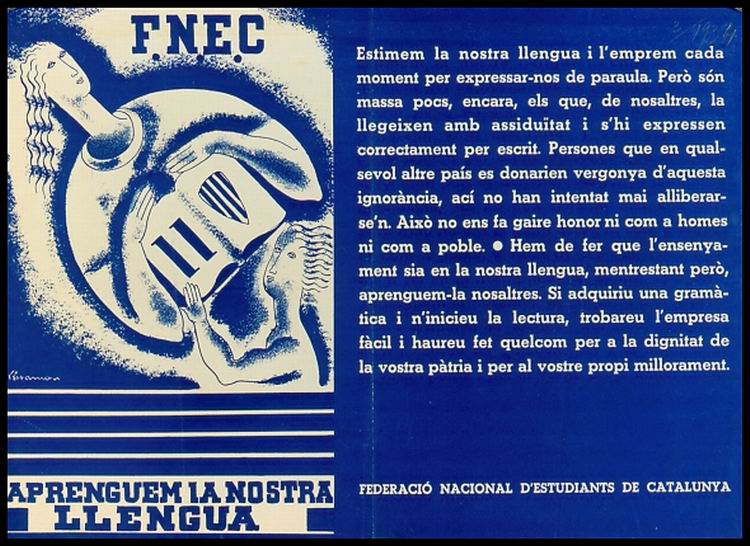 F.N.E.C
APRENGUEM LA NOSTRA
LLENGUA
Estimem la nostra llengua i l'emprem cada
moment per expressar-nos de paraula. Però són
massa pocs, encara, els que, de nosaltres, la
llegeixen amb assiduïtat i s'hi expressen
correctament per escrit. Persones que en qual-
sevol altre país es donarien vergonya d'aquesta
ignorància, ací no han intentat mai alliberar-
se'n. Això no ens fa gaire honor ni com a homes
ni com a poble. ● Hem de fer que l'ensenya-
ment sia en la nostra llengua, mentrestant però,
aprenguem-la nosaltres. Si adquiriu una gramà-
tica i n'inicieu la lectura, trobareu l'empresa
fàcil i haureu fet quelcom per a la dignitat de
la vostra pàtria i per al vostre propi millorament.
FEDERACIÓ NACIONAL D'ESTUDIANTS DE CATALUNYA